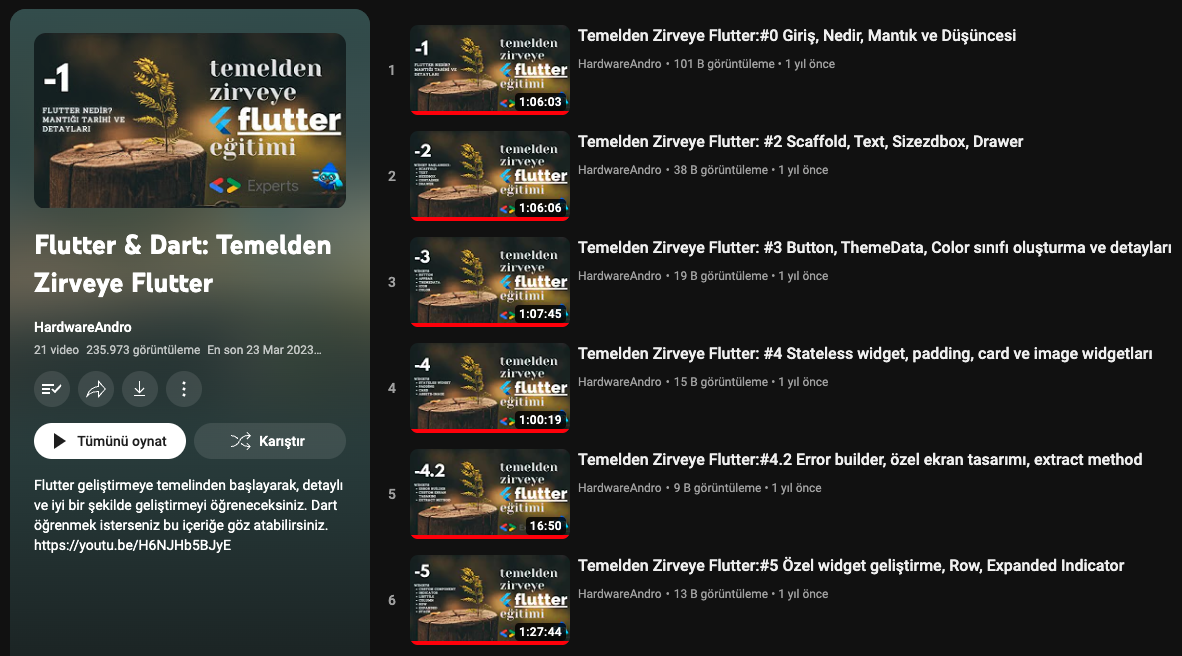 -1
FLUTTER NEDİR?
MANTIĞI TARİHİ VE
DETAYLARI
temelden
zirveye
flutter
eğitimi
Experts
Flutter & Dart: Temelden
Zirveye Flutter
HardwareAndro
21 video 235.973 görüntüleme En son 23 Mar 2023...
Tümünü oynat
Karıştır
Flutter geliştirmeye temelinden başlayarak, detaylı
ve iyi bir şekilde geliştirmeyi öğreneceksiniz. Dart
öğrenmek isterseniz bu içeriğe göz atabilirsiniz.
https://youtu.be/H6NJHb5BJyE
1
-1
FLUTTER NEDİR?
MANTIĞI TARİHİ VE
DETAYLARI
temelden
zirveye
flutter
eğitimi
1:06:03
Temelden Zirveye Flutter:#0 Giriş, Nedir, Mantık ve Düşüncesi
HardwareAndro • 101 B görüntüleme • 1 yıl önce
2
-2
temelden
zirveye
flutter
eğitimi
1:06:06
Temelden Zirveye Flutter: #2 Scaffold, Text, Sizezdbox, Drawer
HardwareAndro • 38 B görüntüleme • 1 yıl önce
3
-3
temelden
zirveye
flutter
eğitimi
1:07:45
Temelden Zirveye Flutter: #3 Button, ThemeData, Color sınıfı oluşturma ve detayları
HardwareAndro • 19 B görüntüleme • 1 yıl önce
4
-4
temelden
zirveye
flutter
eğitimi
1:00:19
Temelden Zirveye Flutter: #4 Stateless widget, padding, card ve image widgetları
HardwareAndro • 15 B görüntüleme • 1 yıl önce
5
-4.2
temelden
zirveye
flutter
eğitimi
16:50
Temelden Zirveye Flutter:#4.2 Error builder, özel ekran tasarımı, extract method
HardwareAndro • 9 B görüntüleme • 1 yıl önce
6
-5
temelden
zirveye
flutter
eğitimi
1:27:44
Temelden Zirveye Flutter:#5 Özel widget geliştirme, Row, Expanded Indicator
HardwareAndro • 13 B görüntüleme • 1 yıl önce